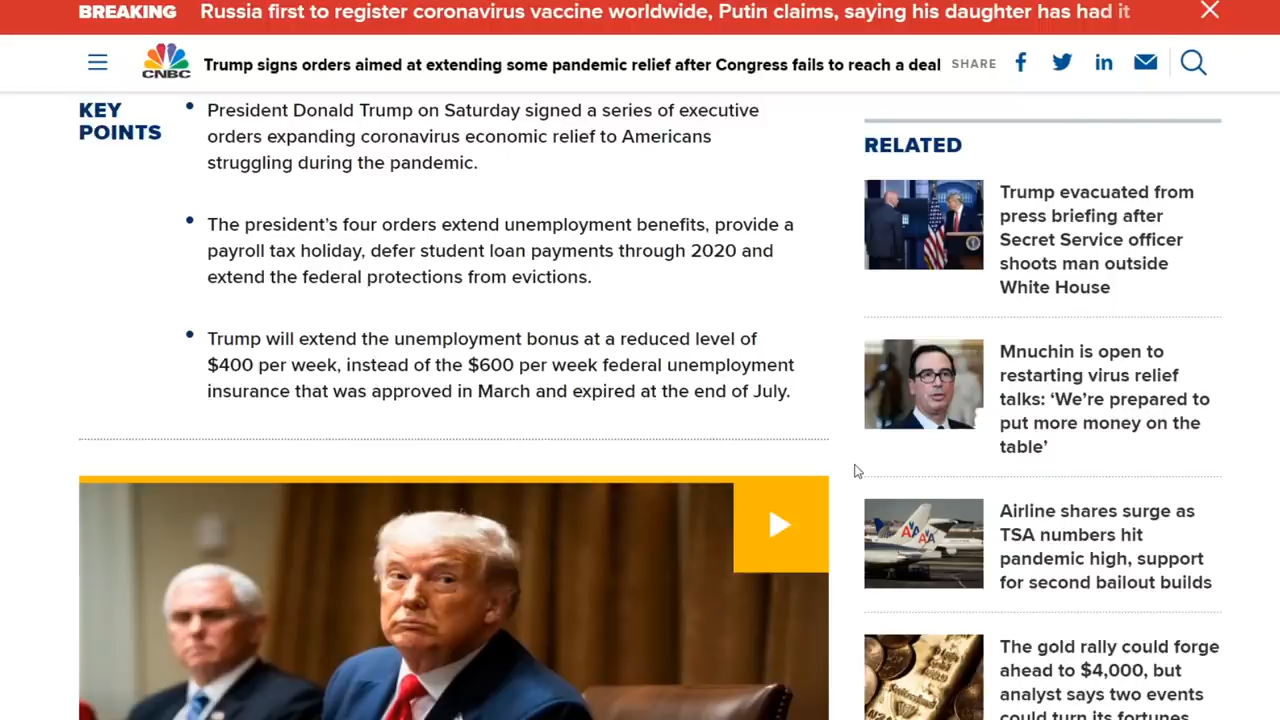 BREAKING Russia first to register coronavirus vaccine worldwide, Putin claims, saying his daughter has had it
CNBC
Trump signs orders aimed at extending some pandemic relief after Congress fails to reach a deal
SHARE
KEY
POINTS
President Donald Trump on Saturday signed a series of executive
orders expanding coronavirus economic relief to Americans
struggling during the pandemic.
The president's four orders extend unemployment benefits, provide a
payroll tax holiday, defer student loan payments through 2020 and
extend the federal protections from evictions.
Trump will extend the unemployment bonus at a reduced level of
$400 per week, instead of the $600 per week federal unemployment
insurance that was approved in March and expired at the end of July.
RELATED
Trump evacuated from
press briefing after
Secret Service officer
shoots man outside
White House
Mnuchin is open to
restarting virus relief
talks: ‘We’re prepared to
put more money on the
table’
Airline shares surge as
TSA numbers hit
pandemic high, support
for second bailout builds
The gold rally could forge
ahead to $4,000, but
analyst says two events
could turn its fortunes